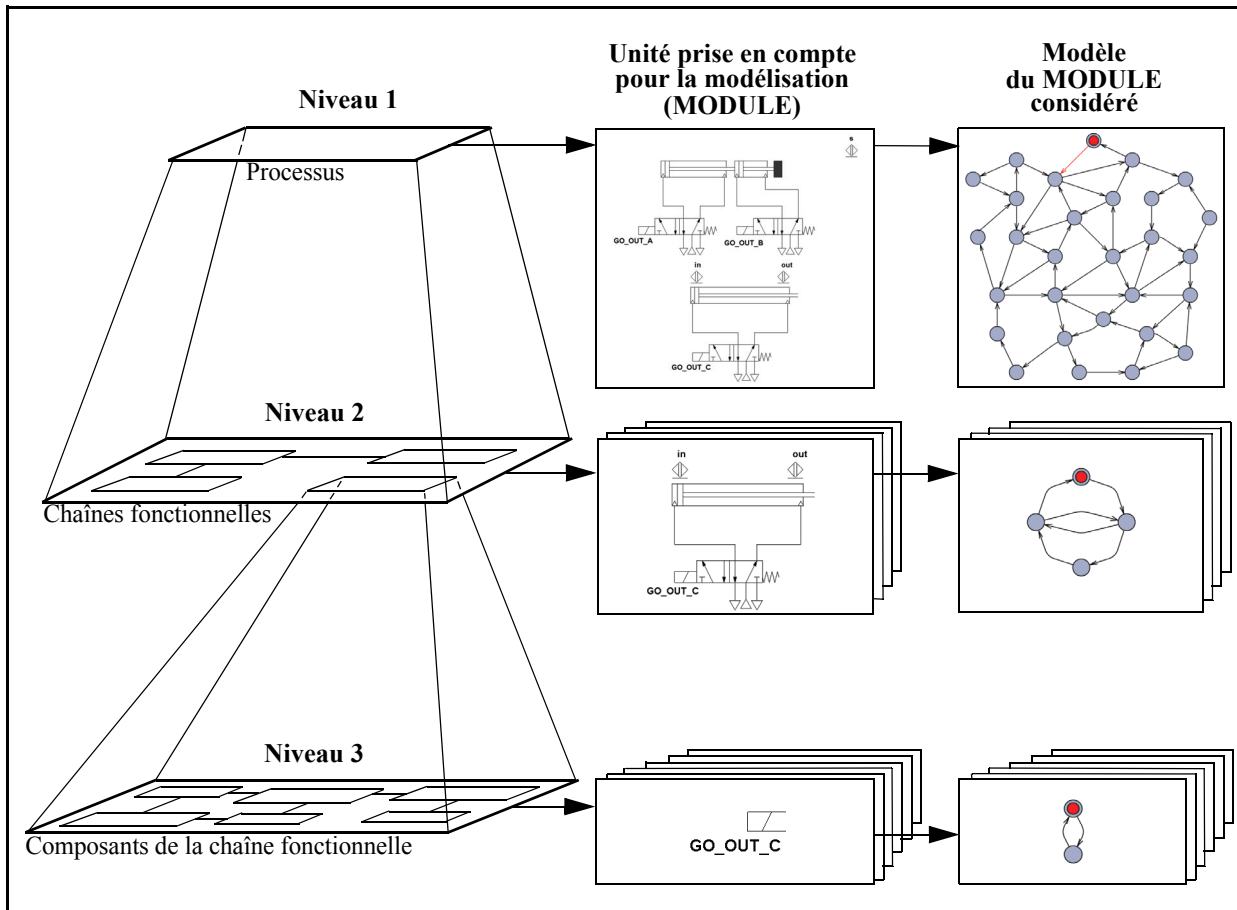 Unité prise en compte
pour la modélisation
(MODULE)
Modèle
du MODULE
considéré
Niveau 1
Processus
s
GO_OUT_A
GO_OUT_B
in
out
GO_OUT_C
Niveau 2
Chaînes fonctionnelles
in
out
GO_OUT_C
Niveau 3
Composants de la chaîne fonctionnelle
GO_OUT_C